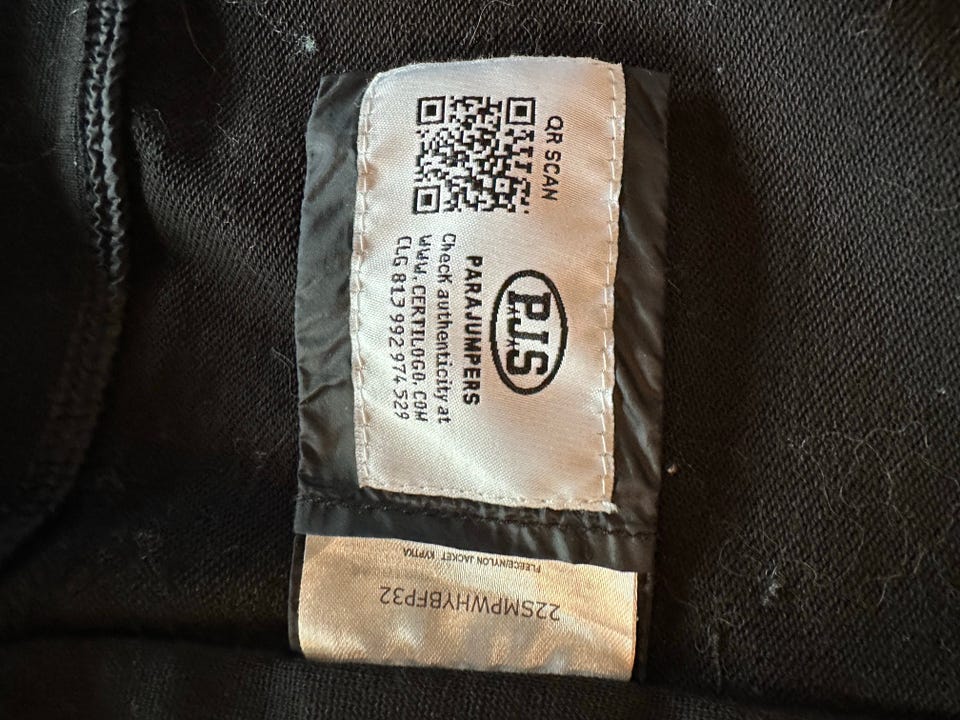 QR SCAN
PJS
PARAJUMPERS
Check authenticity at
WWW.CERTILOGO.COM
CLG 813 992 974 529
FLEECE/NYLON JACKET КУРТКА
22SMPWHYBFP32